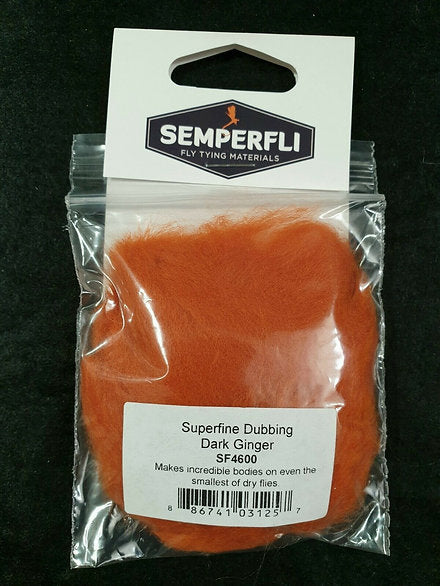 SEMPERFLI
FLY TYING MATERIALS
Superfine Dubbing
Dark Ginger
SF4600
Makes incredible bodies on even the
smallest of dry flies
8 86741 03125 7